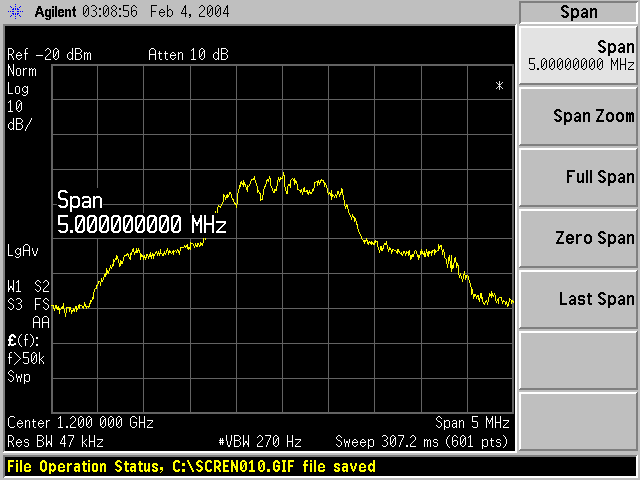 Agilent 03:08:56 Feb 4, 2004
Span
Ref -20 dBm Atten 10 dB
Norm
Log
10
dB/
*
Span
5.000000000 MHz
LgAv
W1 S2
S3 FS
AA
£(f):
f>50k
Swp
Center 1.200 000 GHz Span 5 MHz
Res BW 47 kHz #VBW 270 Hz Sweep 307.2 ms (601 pts)
File Operation Status, C:\SCREN010.GIF file saved
Span
5.00000000 MHz
Span Zoom
Full Span
Zero Span
Last Span